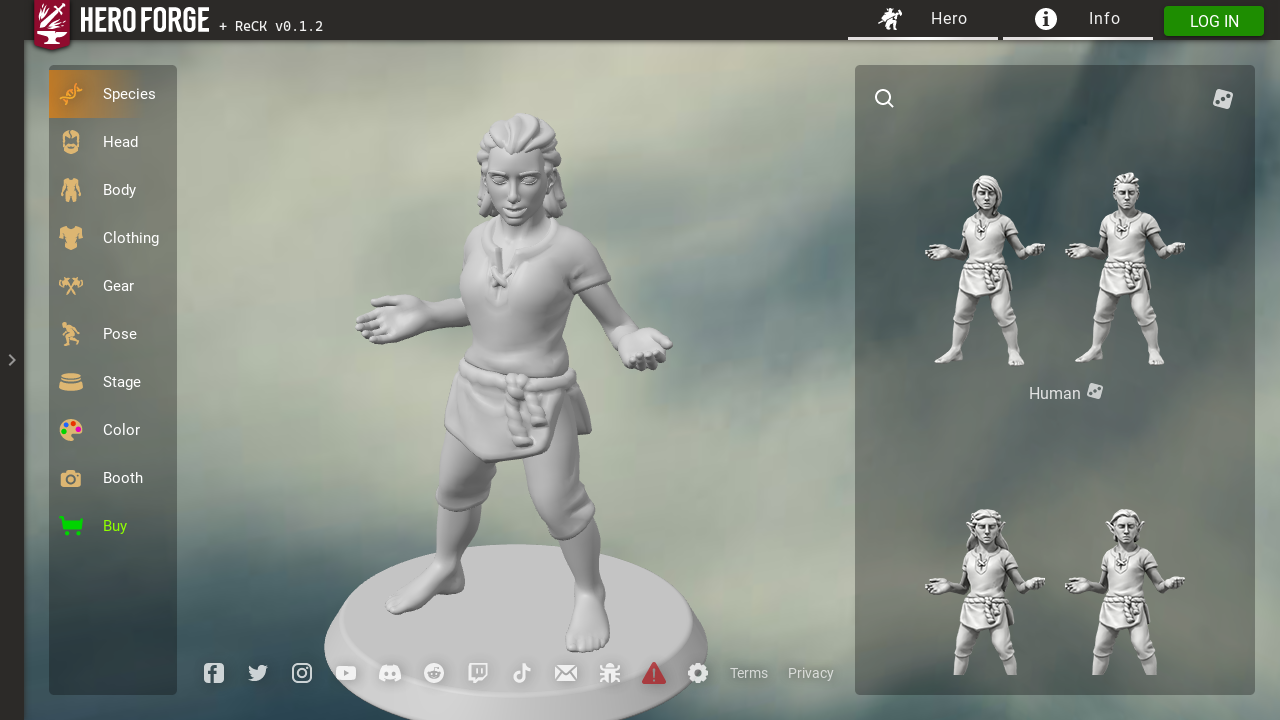 HERO FORGE + ReCK v0.1.2
Hero
Info
LOG IN
Species
Head
Body
Clothing
Gear
Pose
Stage
Color
Booth
Buy
Human
Terms
Privacy